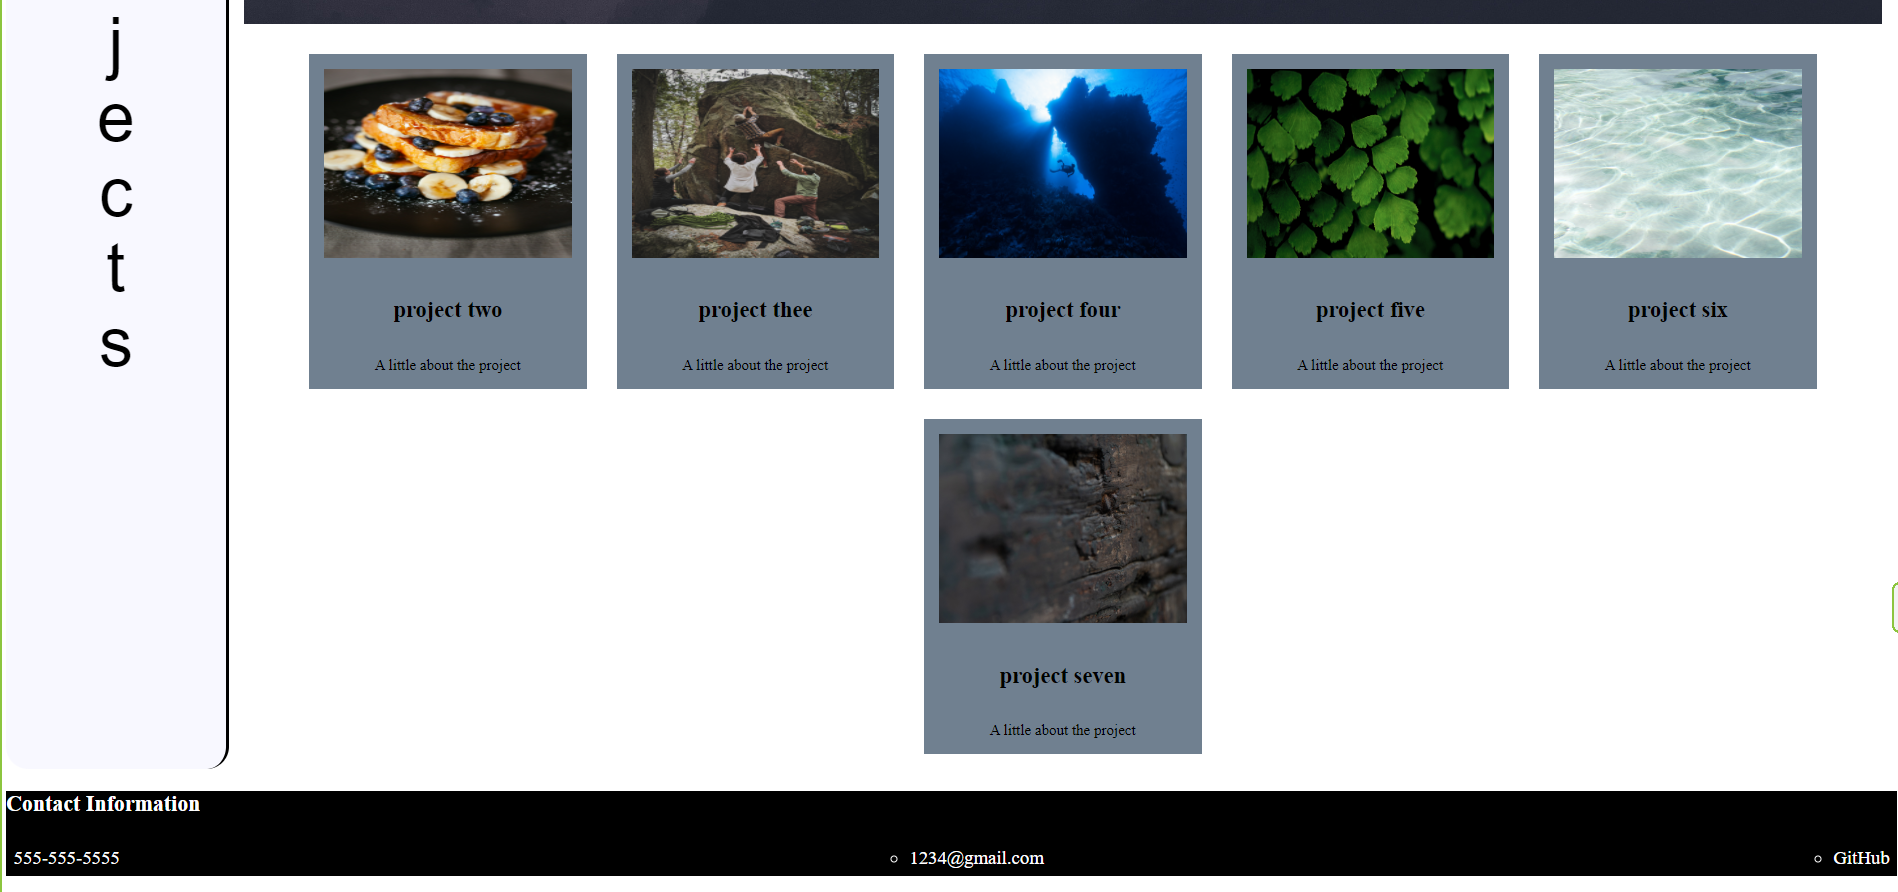 j
e
c
t
s
project two
A little about the project
project thee
A little about the project
project four
A little about the project
project five
A little about the project
project six
A little about the project
project seven
A little about the project
Contact Information
555-555-5555
1234@gmail.com
GitHub